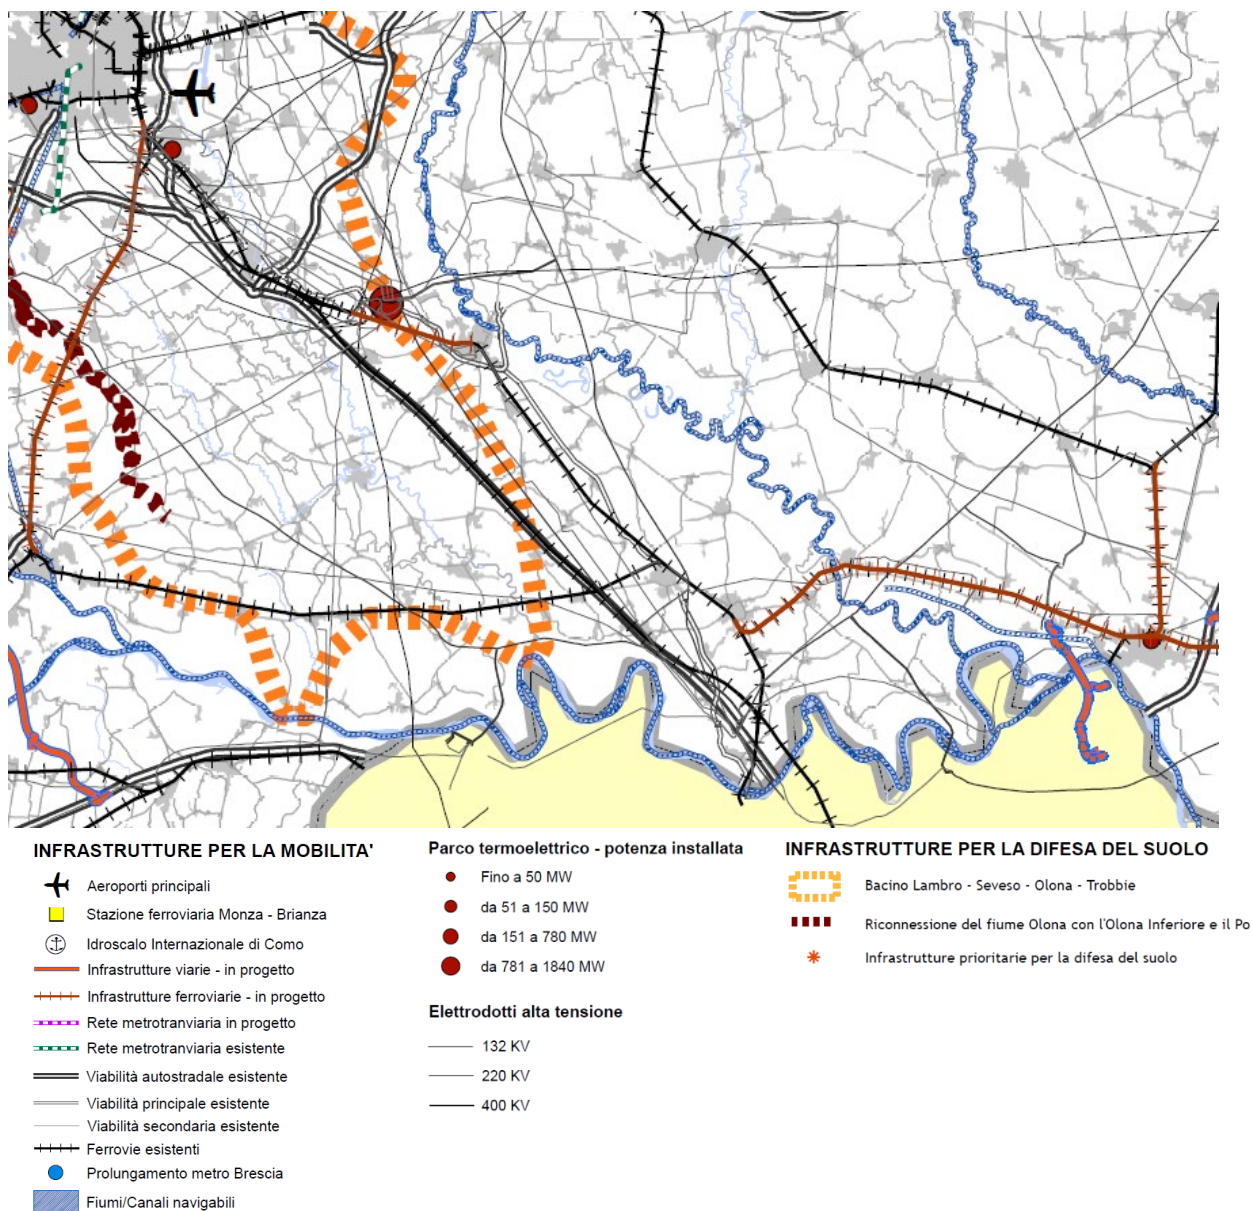 INFRASTRUTTURE PER LA MOBILITA'
Aeroporti principali
Stazione ferroviaria Monza - Brianza
Idroscalo Internazionale di Como
Infrastrutture viarie - in progetto
Infrastrutture ferroviarie - in progetto
Rete metrotranviaria in progetto
Rete metrotranviaria esistente
Viabilità autostradale esistente
Viabilità principale esistente
Viabilità secondaria esistente
Ferrovie esistenti
Prolungamento metro Brescia
Fiumi/Canali navigabili
Parco termoelettrico - potenza installata
Fino a 50 MW
da 51 a 150 MW
da 151 a 780 MW
da 781 a 1840 MW
Elettrodotti alta tensione
132 KV
220 KV
400 KV
INFRASTRUTTURE PER LA DIFESA DEL SUOLO
Bacino Lambro - Seveso - Olona - Trobbie
Riconnessione del fiume Olona con l'Olona Inferiore e il Po
Infrastrutture prioritarie per la difesa del suolo